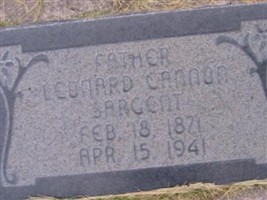 FATHER
LEONARD CANNON
SARGENT
FEB. 18 1871
APR. 15 1941